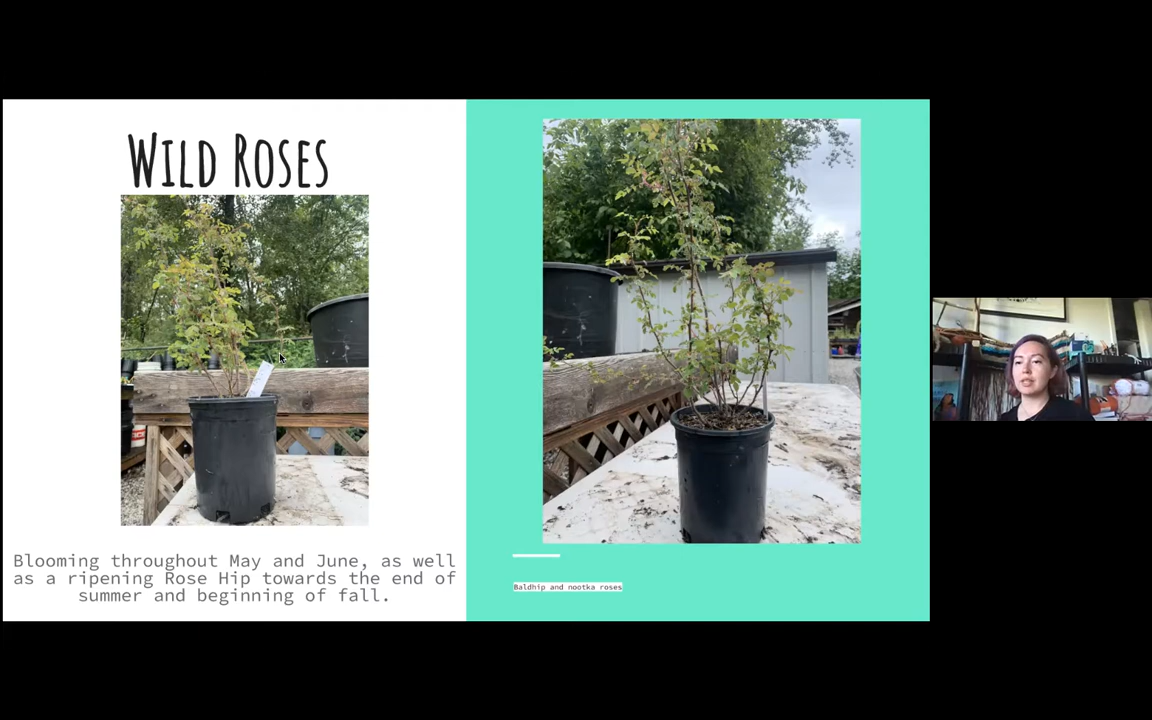 Wild Roses
Blooming throughout May and June, as well
as a ripening Rose Hip towards the end of
summer and beginning of fall.
Baldhip and nootka roses